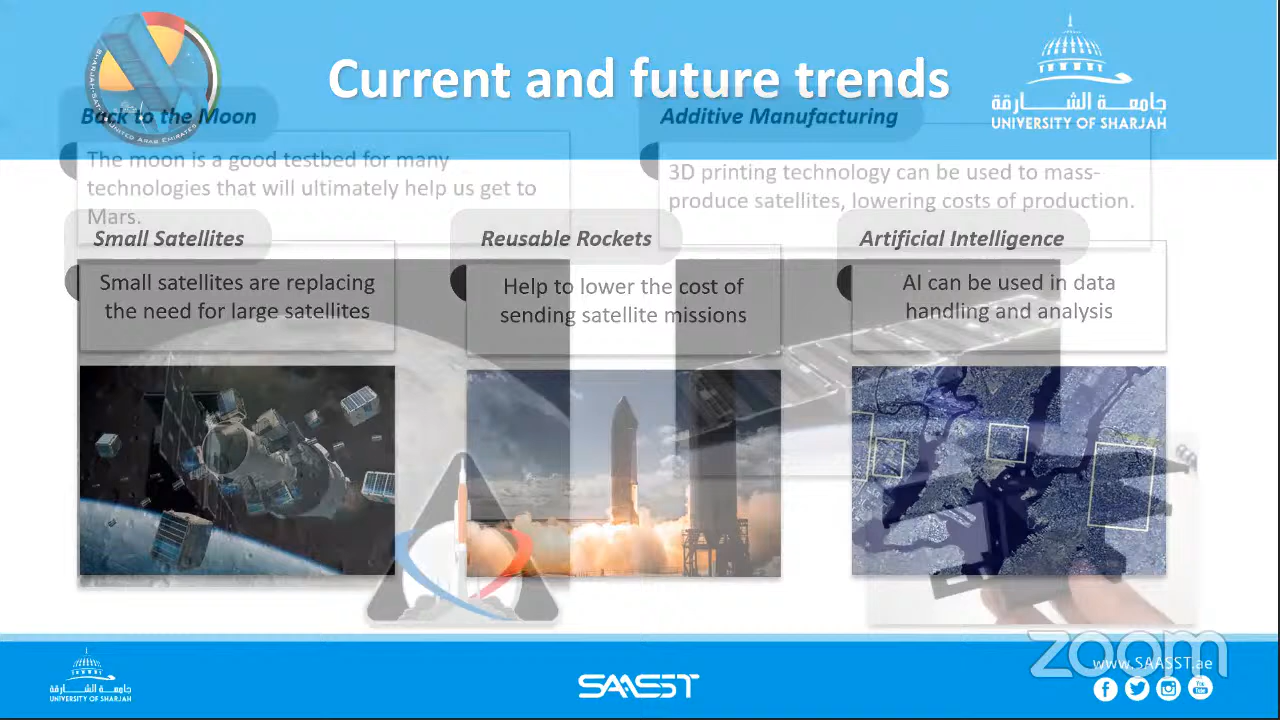 Current and future trends
جامعة الشارقة
UNIVERSITY OF SHARJAH
Back to the Moon
Additive Manufacturing
The moon is a good testbed for many
technologies that will ultimately help us get to
Mars.
3D printing technology can be used to mass-
produce satellites, lowering costs of production.
Small Satellites
Reusable Rockets
Artificial Intelligence
Small satellites are replacing
the need for large satellites
Help to lower the cost of
sending satellite missions
AI can be used in data
handling and analysis
جامعة الشارقة
UNIVERSITY OF SHARJAH
SAASST
zoom
www.SAASST.ae
UNITED ARAB EMIRATES